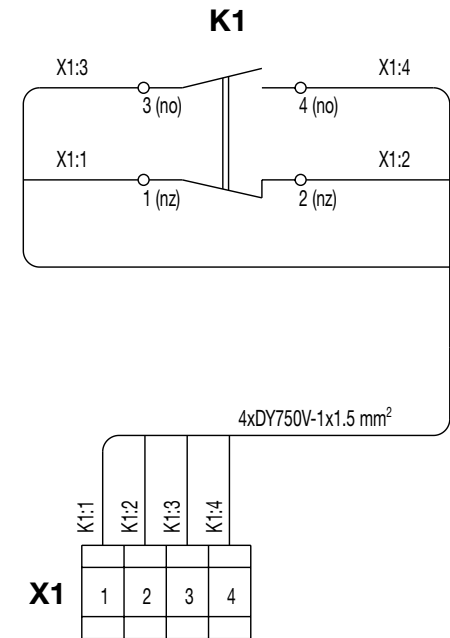 K1
X1:3
X1:4
3 (no)
4 (no)
X1:1
X1:2
1 (nz)
2 (nz)
4xDY750V-1x1.5 mm²
K1:1
K1:2
K1:3
K1:4
X1
1
2
3
4